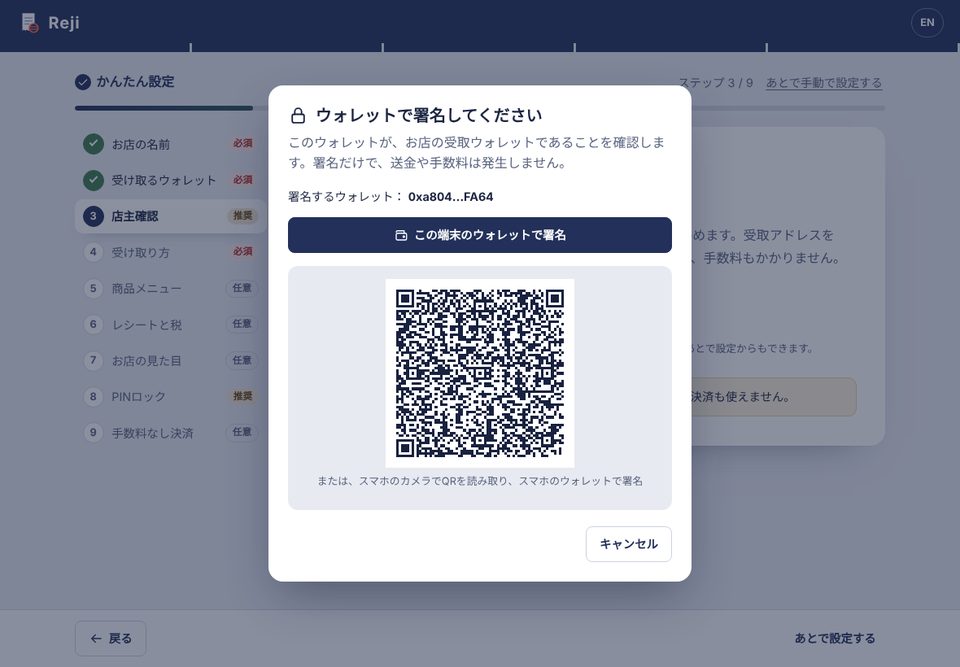 Reji
EN
かんたん設定
ステップ 3 / 9 あとで手動で設定する
お店の名前 必須
受け取るウォレット 必須
3 店主確認 推奨
4 受け取り方 必須
5 商品メニュー 任意
6 レシートと税 任意
7 お店の見た目 任意
8 PINロック 推奨
9 手数料なし決済 任意
ウォレットで署名してください
このウォレットが、お店の受取ウォレットであることを確認しま
す。署名だけで、送金や手数料は発生しません。
署名するウォレット： 0xa804…FA64
この端末のウォレットで署名
または、スマホのカメラでQRを読み取り、スマホのウォレットで署名
キャンセル
めます。受取アドレスを
、手数料もかかりません。
あとで設定からもできます。
決済も使えません。
戻る
あとで設定する